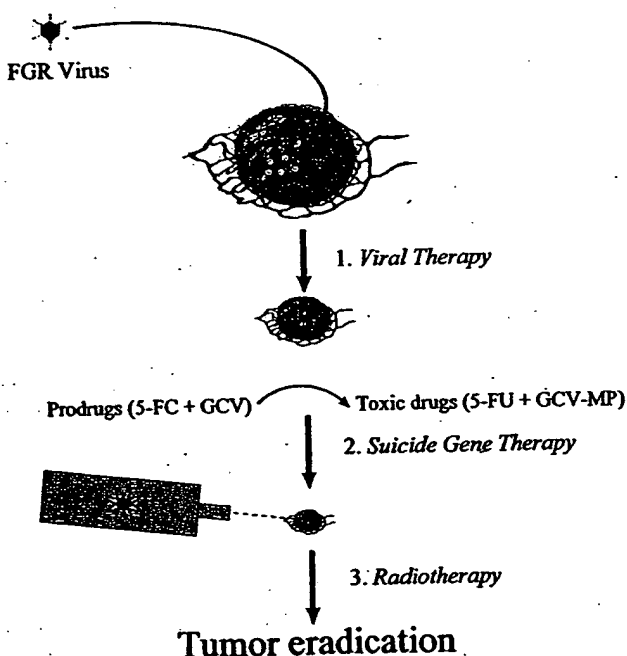 FGR Virus
1. Viral Therapy
Prodrugs (5-FC + GCV)
Toxic drugs (5-FU + GCV-MP)
2. Suicide Gene Therapy
3. Radiotherapy
Tumor eradication